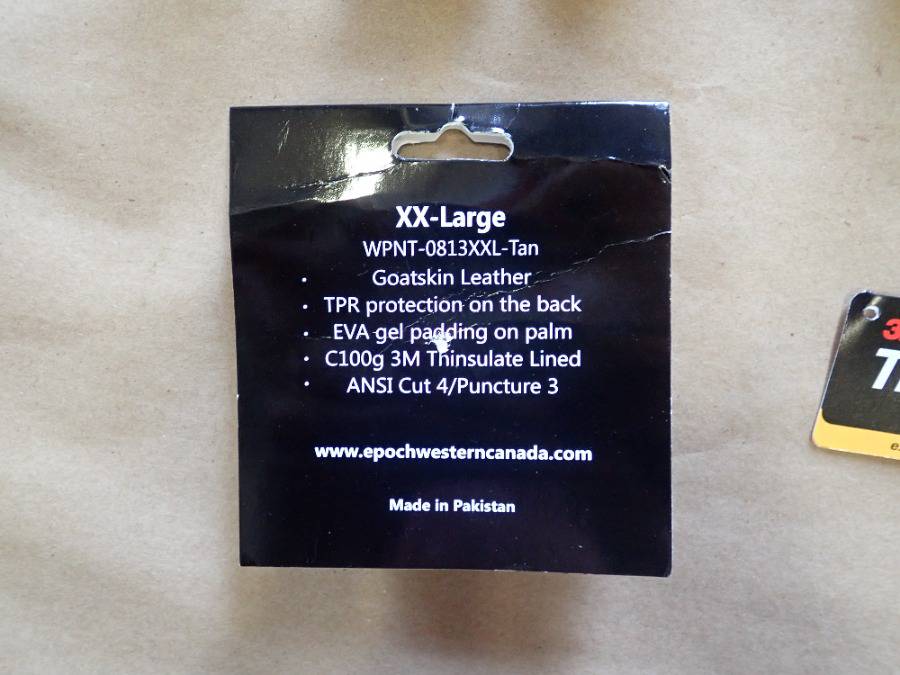 XX-Large
WPNT-0813XXL-Tan
• Goatskin Leather
• TPR protection on the back
• EVA gel padding on palm
• C100g 3M Thinsulate Lined
• ANSI Cut 4/Puncture 3
www.epochwesterncanada.com
Made in Pakistan